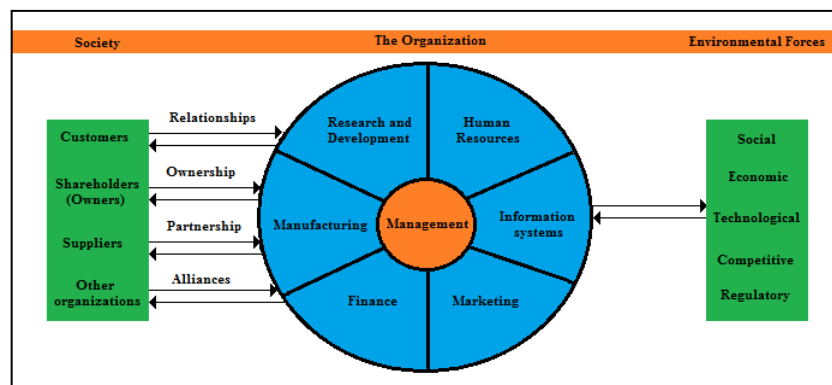 Society
The Organization
Environmental Forces
Relationships
Customers
Ownership
Shareholders
(Owners)
Partnership
Suppliers
Alliances
Other
organizations
Research and
Development
Human
Resources
Manufacturing
Management
Information
systems
Finance
Marketing
Social
Economic
Technological
Competitive
Regulatory